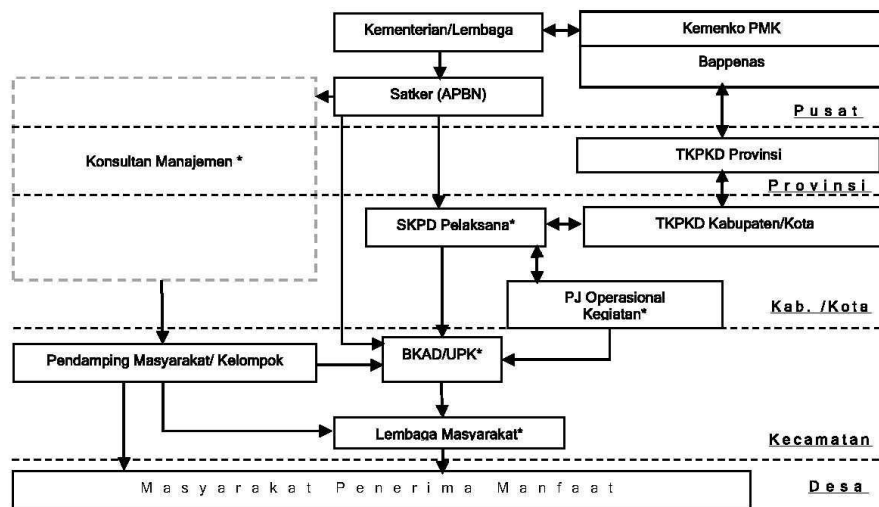 Kementerian/Lembaga
Kemenko PMK
Bappenas
Satker (APBN)
Pusat
Konsultan Manajemen *
TKPKD Provinsi
Provinsi
SKPD Pelaksana*
TKPKD Kabupaten/Kota
PJ Operasional
Kegiatan*
Kab. /Kota
Pendamping Masyarakat/ Kelompok
BKAD/UPK*
Lembaga Masyarakat*
Kecamatan
Masyarakat Penerima Manfaat
Desa